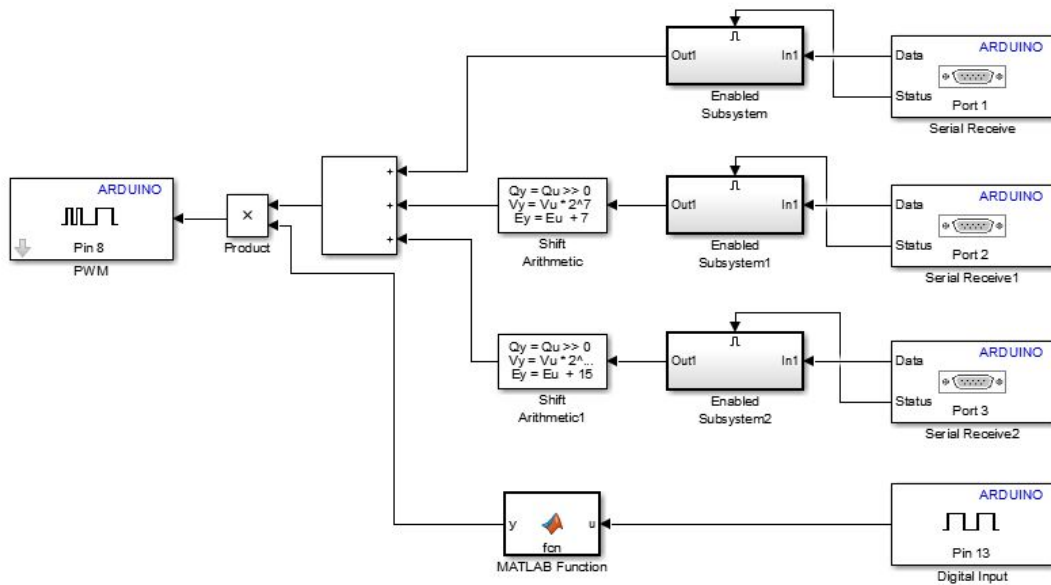 ARDUINO
Data
Status
Port 1
Serial Receive
Out1
In1
Enabled
Subsystem
+
+
+
ARDUINO
Pin 8
PWM
×
Product
Qy = Qu >> 0
Vy = Vu * 2^7
Ey = Eu + 7
Shift
Arithmetic
Out1
In1
Enabled
Subsystem1
ARDUINO
Data
Status
Port 2
Serial Receive1
Qy = Qu >> 0
Vy = Vu * 2^...
Ey = Eu + 15
Shift
Arithmetic1
Out1
In1
Enabled
Subsystem2
ARDUINO
Data
Status
Port 3
Serial Receive2
y
u
fcn
MATLAB Function
ARDUINO
Pin 13
Digital Input